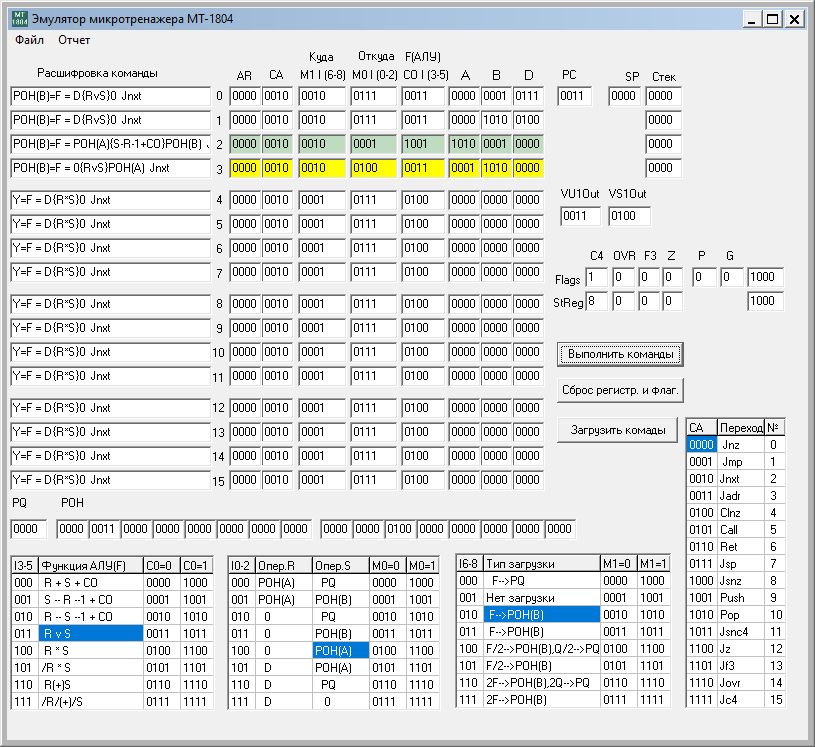 МТ 1804 Эмулятор микротренажера МТ-1804
Файл Отчет
Куда Откуда F(АЛУ)
Расшифровка команды AR CA M1 I (6-8) M0 I (0-2) C0 I (3-5) A B D PC SP Стек
РОН(B)=F = D{RvS}0 Jnxt 0 0000 0010 0010 0111 0011 0000 0001 0111 0011 0000 0000
РОН(B)=F = D{RvS}0 Jnxt 1 0000 0010 0010 0111 0011 0000 1010 0100 0000
РОН(B)=F = РОН(A){S-R-1+C0}РОН(B) 2 0000 0010 0010 0001 1001 1010 0001 0000 0000
РОН(B)=F = 0{RvS}РОН(A) Jnxt 3 0000 0010 0010 0100 0011 0001 1010 0000 0000
Y=F = D{R*S}0 Jnxt 4 0000 0010 0001 0111 0100 0000 0000 0000
VU1Out VS1Out
0011 0100
Y=F = D{R*S}0 Jnxt 5 0000 0010 0001 0111 0100 0000 0000 0000
Y=F = D{R*S}0 Jnxt 6 0000 0010 0001 0111 0100 0000 0000 0000
Y=F = D{R*S}0 Jnxt 7 0000 0010 0001 0111 0100 0000 0000 0000
C4 OVR F3 Z P G
Flags 1 0 0 0 0 0 1000
StReg 8 0 0 0 1000
Y=F = D{R*S}0 Jnxt 8 0000 0010 0001 0111 0100 0000 0000 0000
Y=F = D{R*S}0 Jnxt 9 0000 0010 0001 0111 0100 0000 0000 0000
Y=F = D{R*S}0 Jnxt 10 0000 0010 0001 0111 0100 0000 0000 0000
Y=F = D{R*S}0 Jnxt 11 0000 0010 0001 0111 0100 0000 0000 0000
Выполнить команды
Сброс регистр. и флаг.
Загрузить комады
Y=F = D{R*S}0 Jnxt 12 0000 0010 0001 0111 0100 0000 0000 0000
Y=F = D{R*S}0 Jnxt 13 0000 0010 0001 0111 0100 0000 0000 0000
Y=F = D{R*S}0 Jnxt 14 0000 0010 0001 0111 0100 0000 0000 0000
Y=F = D{R*S}0 Jnxt 15 0000 0010 0001 0111 0100 0000 0000 0000
PQ РОН
0000 0000 0011 0000 0000 0000 0000 0000 0000 0000 0000 0100 0000 0000 0000 0000 0000
I3-5 Функция АЛУ(F) C0=0 C0=1
000 R + S + C0 0000 1000
001 S -- R --1 + C0 0001 1001
010 R -- S --1 + C0 0010 1010
011 R v S 0011 1011
100 R * S 0100 1100
101 /R * S 0101 1101
110 R(+)S 0110 1110
111 /R/(+)/S 0111 1111
I0-2 Опер.R Опер.S M0=0 M0=1
000 РОН(A) PQ 0000 1000
001 РОН(A) РОН(B) 0001 1001
010 0 PQ 0010 1010
011 0 РОН(B) 0011 1011
100 0 РОН(A) 0100 1100
101 D РОН(A) 0101 1101
110 D PQ 0110 1110
111 D 0 0111 1111
I6-8 Тип загрузки M1=0 M1=1
000 F-->PQ 0000 1000
001 Нет загрузки 0001 1001
010 F-->РОН(B) 0010 1010
011 F-->РОН(B) 0011 1011
100 F/2-->РОН(B),Q/2-->PQ 0100 1100
101 F/2-->РОН(B) 0101 1101
110 2F-->РОН(B),2Q-->PQ 0110 1110
111 2F-->РОН(B) 0111 1111
CA Переход №
0000 Jnz 0
0001 Jmp 1
0010 Jnxt 2
0011 Jadr 3
0100 Clnz 4
0101 Call 5
0110 Ret 6
0111 Jsp 7
1000 Jsnz 8
1001 Push 9
1010 Pop 10
1011 Jsnc4 11
1100 Jz 12
1101 Jf3 13
1110 Jovr 14
1111 Jc4 15